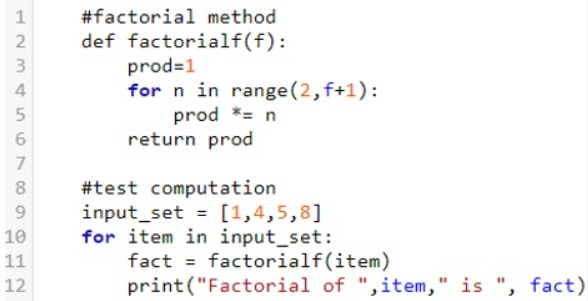 1 #factorial method
2 def factorialf(f):
3     prod=1
4     for n in range(2,f+1):
5         prod *= n
6     return prod
7
8 #test computation
9 input_set = [1,4,5,8]
10 for item in input_set:
11     fact = factorialf(item)
12     print("Factorial of ",item," is ", fact)